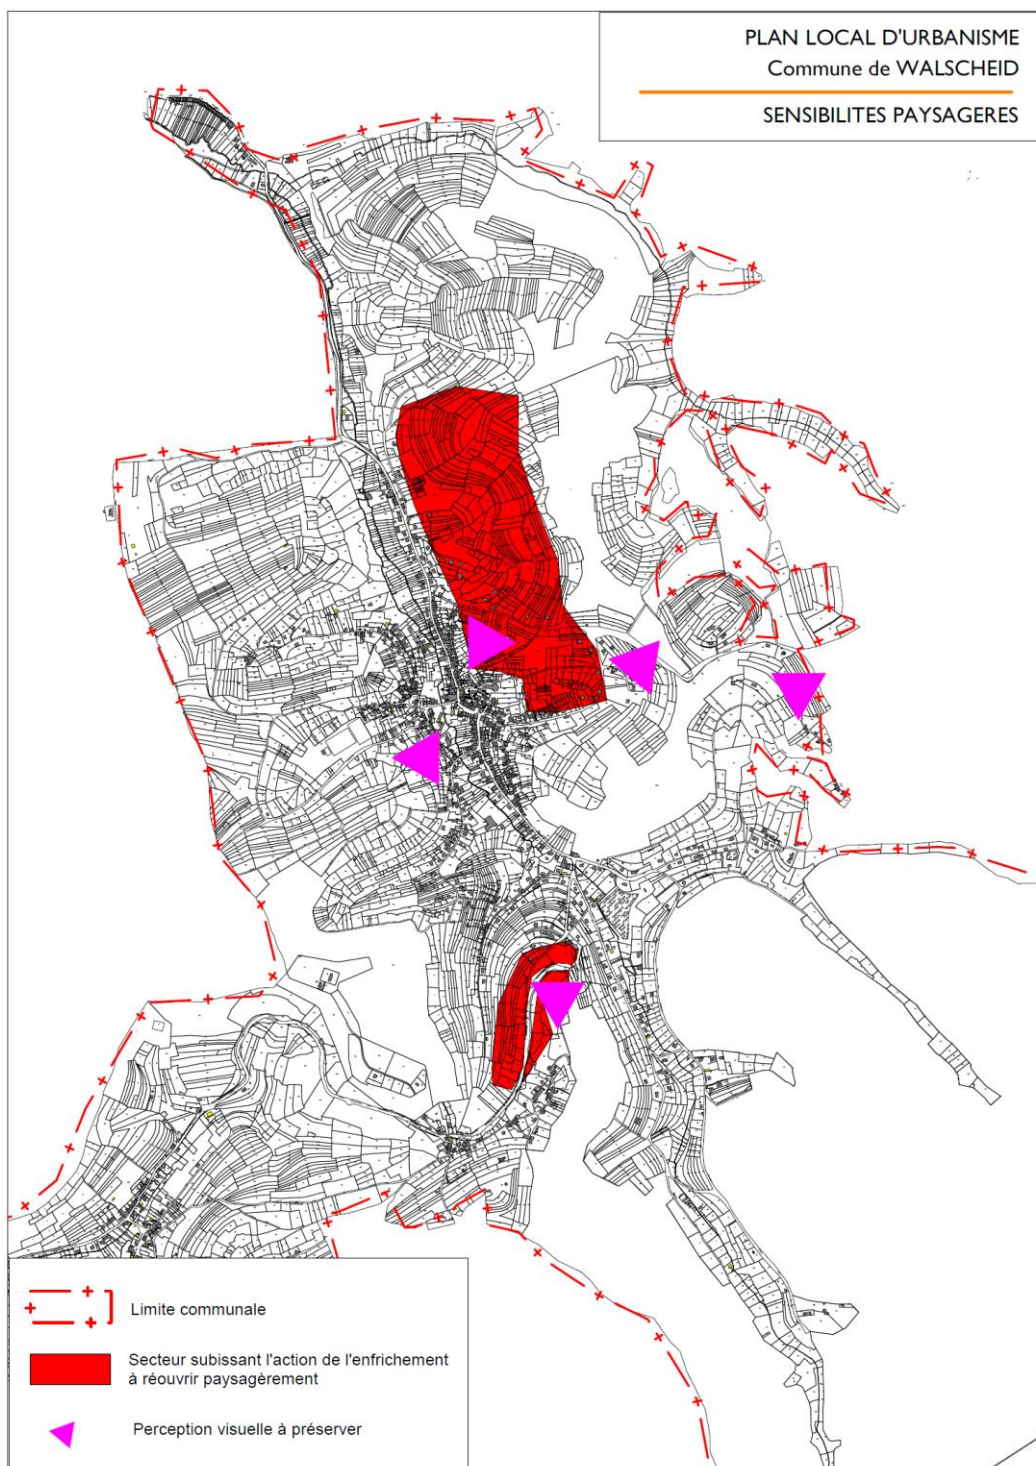 PLAN LOCAL D'URBANISME
Commune de WALSCHEID
SENSIBILITES PAYSAGERES
Limite communale
Secteur subissant l'action de l'enfrichement
à réouvrir paysagèrement
Perception visuelle à préserver